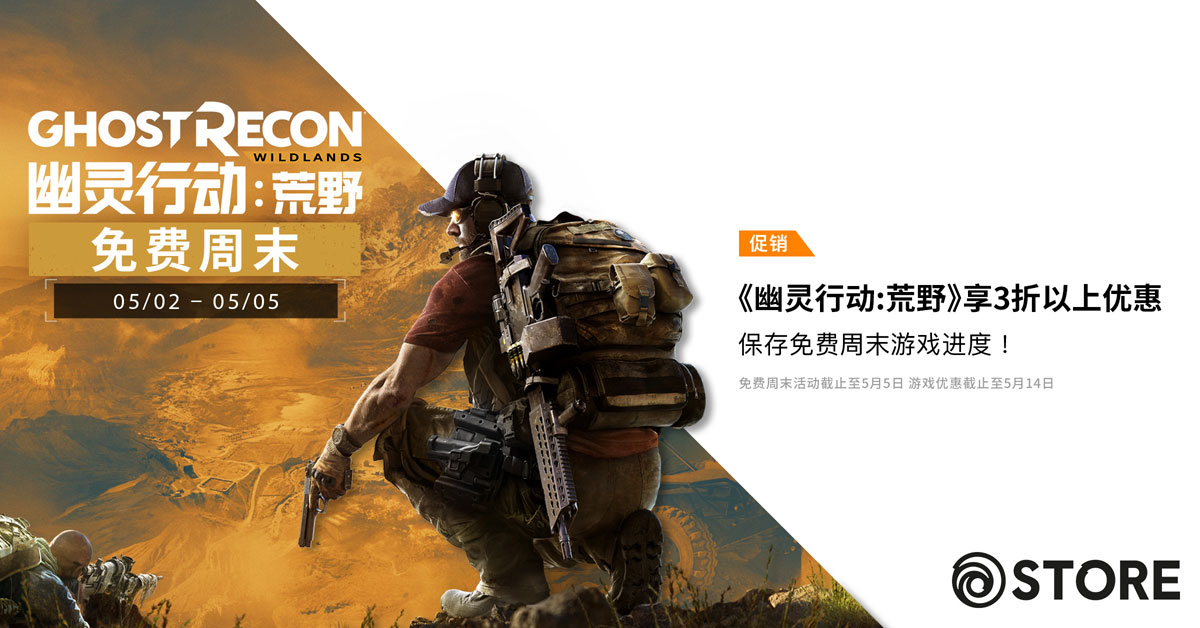 GHOST RECON
WILDLANDS
幽灵行动:荒野
免费周末
05/02 – 05/05
促销
《幽灵行动:荒野》享3折以上优惠
保存免费周末游戏进度！
免费周末活动截止至5月5日 游戏优惠截止至5月14日
STORE